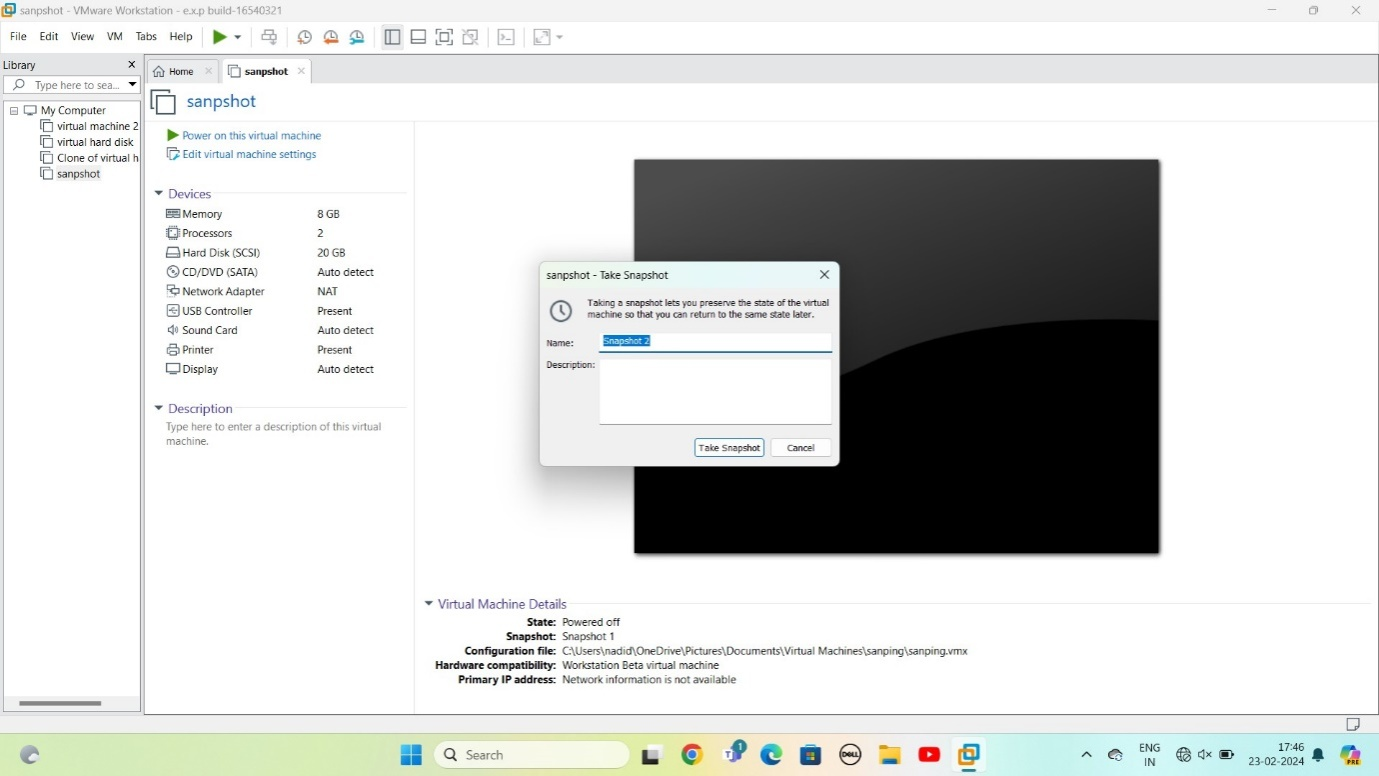 sanpshot - VMware Workstation - e.x.p build-16540321
File Edit View VM Tabs Help
Library
Home
sanpshot
Type here to sea...
sanpshot
My Computer
virtual machine 2
virtual hard disk
Clone of virtual h
sanpshot
Power on this virtual machine
Edit virtual machine settings
Devices
Memory 8 GB
Processors 2
Hard Disk (SCSI) 20 GB
CD/DVD (SATA) Auto detect
Network Adapter NAT
USB Controller Present
Sound Card Auto detect
Printer Present
Display Auto detect
Description
Type here to enter a description of this virtual
machine.
sanpshot - Take Snapshot
Taking a snapshot lets you preserve the state of the virtual
machine so that you can return to the same state later.
Name: Snapshot 2
Description:
Take Snapshot Cancel
Virtual Machine Details
State: Powered off
Snapshot: Snapshot 1
Configuration file: C:\Users\nadid\OneDrive\Pictures\Documents\Virtual Machines\sanping\sanping.vmx
Hardware compatibility: Workstation Beta virtual machine
Primary IP address: Network information is not available
Search
1
DELL
ENG
IN
17:46
23-02-2024
PRE